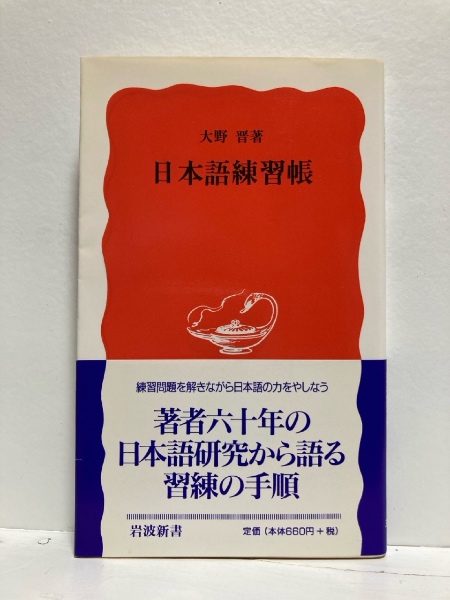 大野 晋著
日本語練習帳
練習問題を解きながら日本語の力をやしなう
著者六十年の
日本語研究から語る
習練の手順
岩波新書
定価（本体660円+税）